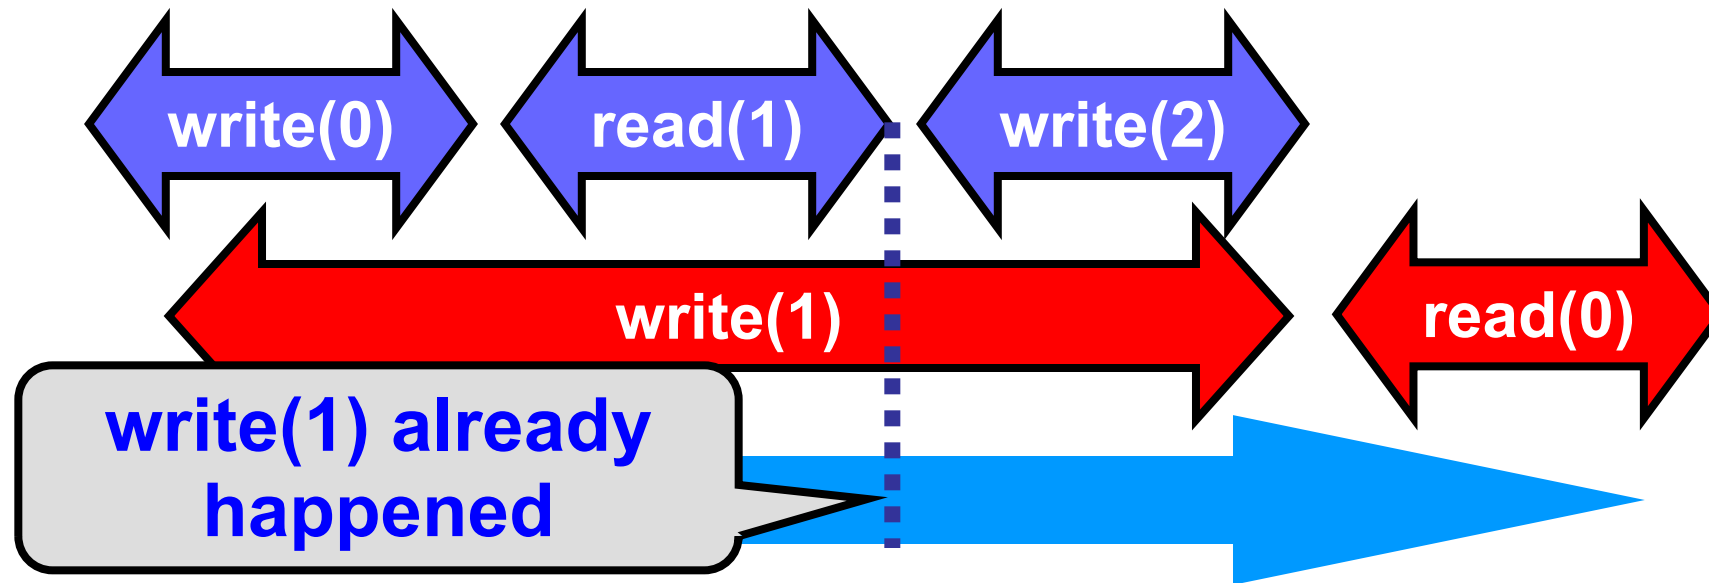 write(0)
read(1)
write(2)
write(1)
read(0)
write(1) already
happened